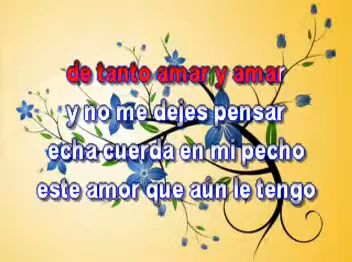 de tanto amar y amar
y no me dejes pensar
echa cuerda en mi pecho
este amor que aún le tengo